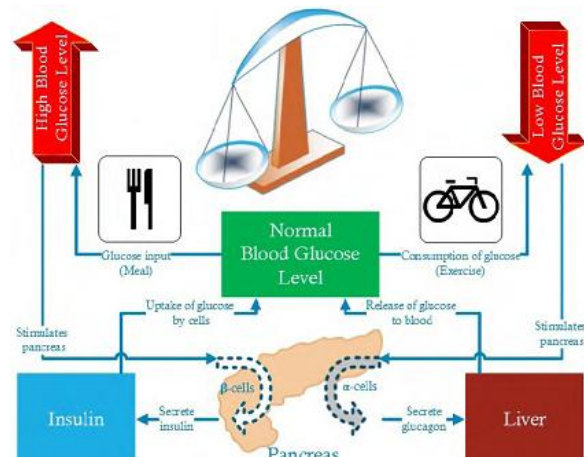 High Blood
Glucose Level
Low Blood
Glucose Level
Normal
Blood Glucose
Level
Glucose input
(Meal)
Consumption of glucose
(Exercise)
Uptake of glucose
by cells
Release of glucose
to blood
Stimulates
pancreas
Stimulates
pancreas
β-cells
α-cells
Insulin
Secrete
insulin
Secrete
glucagon
Liver
Pancreas